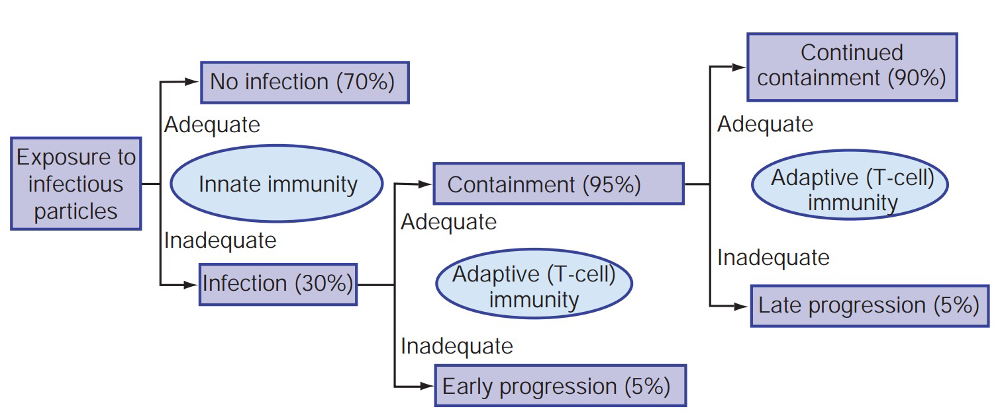 Exposure to
infectious
particles
No infection (70%)
Adequate
Innate immunity
Inadequate
Infection (30%)
Containment (95%)
Adequate
Adaptive (T-cell)
immunity
Inadequate
Early progression (5%)
Continued
containment (90%)
Adequate
Adaptive (T-cell)
immunity
Inadequate
Late progression (5%)